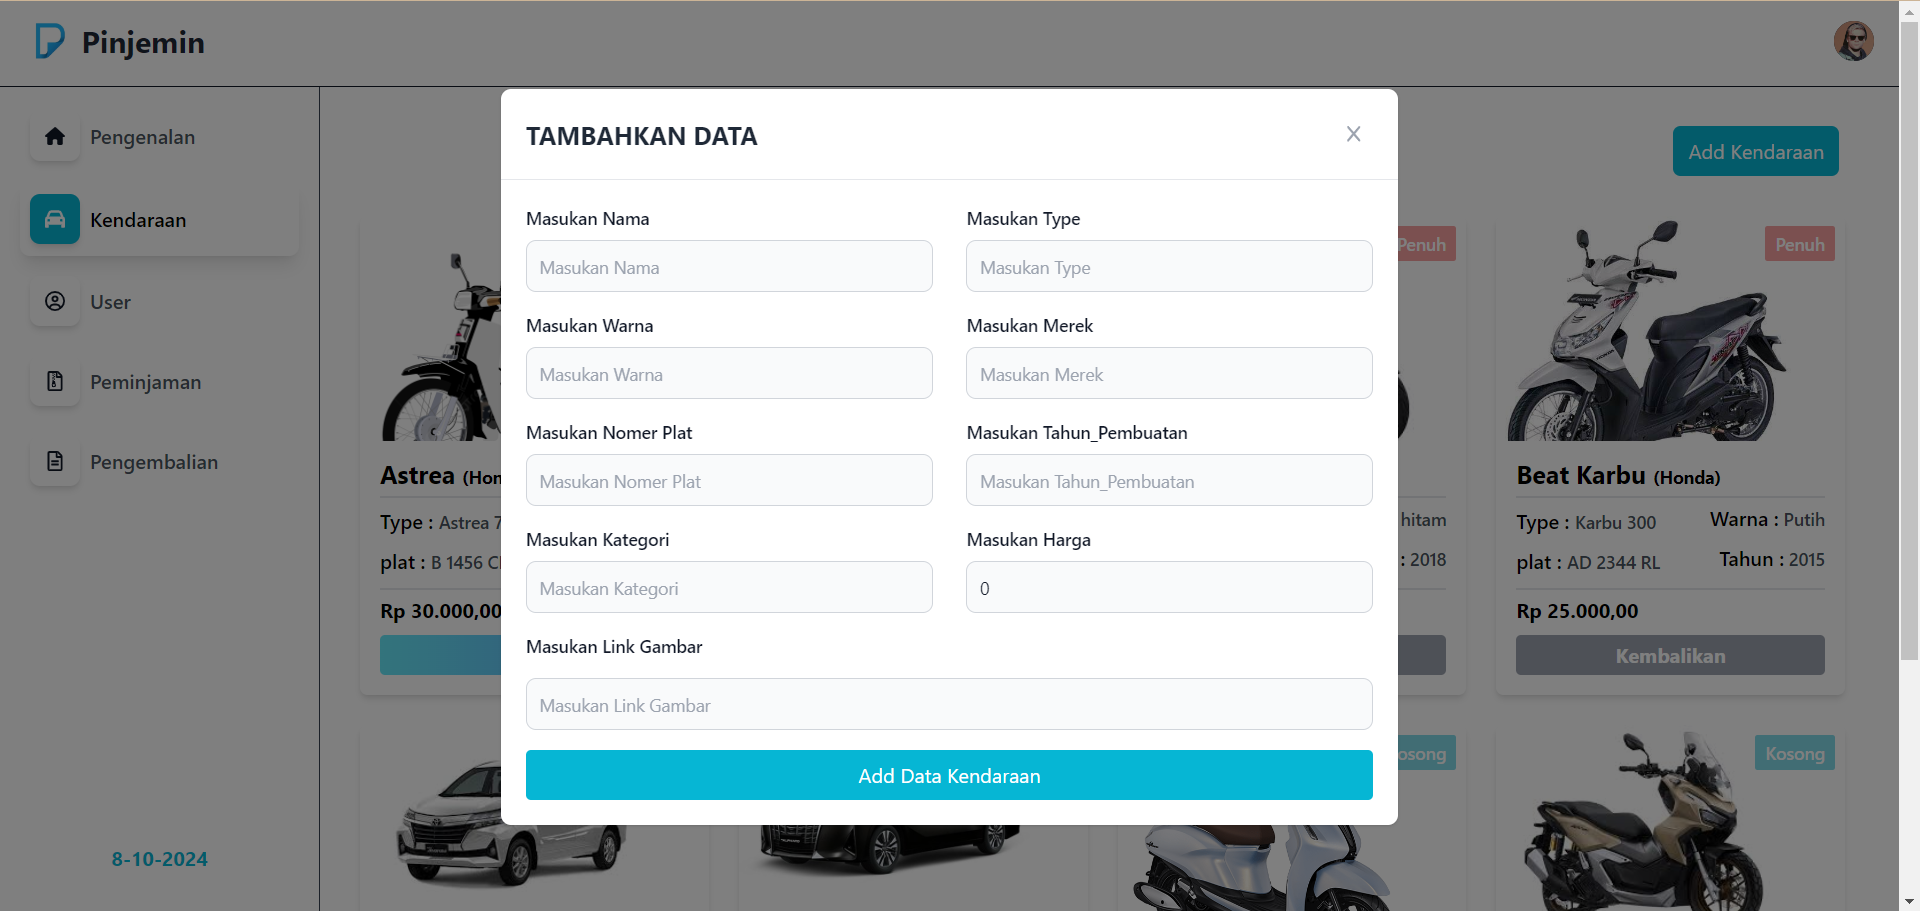 Pinjemin
Pengenalan
Kendaraan
User
Peminjaman
Pengembalian
8-10-2024
Add Kendaraan
TAMBAHKAN DATA
Masukan Nama
Masukan Type
Masukan Nama
Masukan Type
Masukan Warna
Masukan Merek
Masukan Warna
Masukan Merek
Masukan Nomer Plat
Masukan Tahun_Pembuatan
Masukan Nomer Plat
Masukan Tahun_Pembuatan
Masukan Kategori
Masukan Harga
Masukan Kategori
0
Masukan Link Gambar
Masukan Link Gambar
Add Data Kendaraan
Astrea (Hon
Type : Astrea 7
plat : B 1456 C
Rp 30.000,00
Penuh
hitam
: 2018
Penuh
Beat Karbu (Honda)
Type : Karbu 300 Warna : Putih
plat : AD 2344 RL Tahun : 2015
Rp 25.000,00
Kembalikan
osong
Kosong